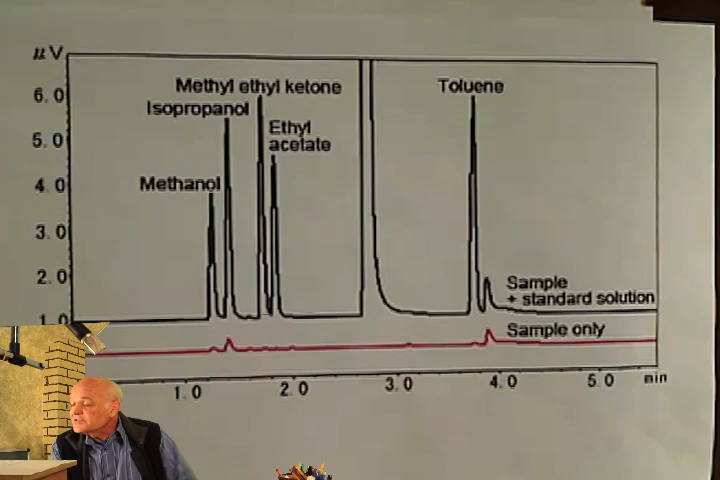 μV
6.0
5.0
4.0
3.0
2.0
1.0
Methyl ethyl ketone
Isopropanol
Ethyl
acetate
Methanol
Toluene
Sample
+ standard solution
Sample only
1.0 2.0 3.0 4.0 5.0 min